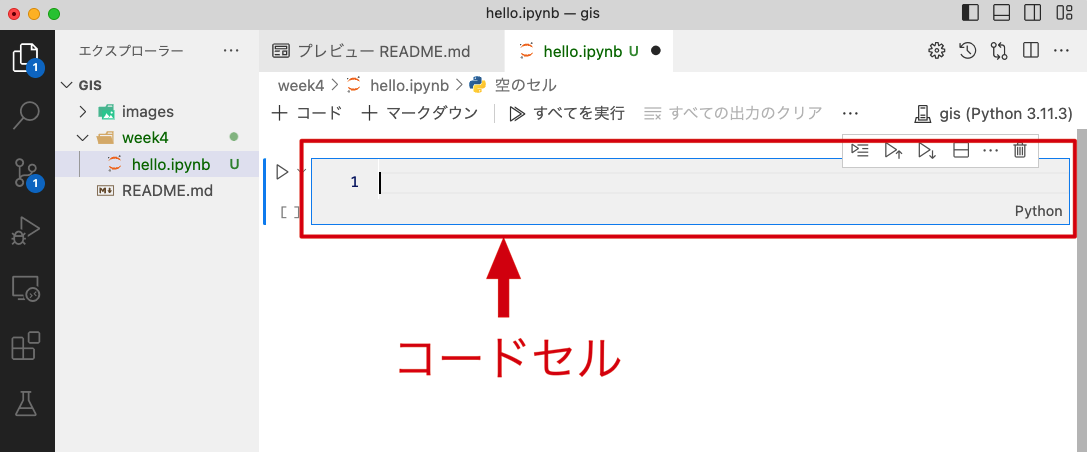 hello.ipynb — gis
エクスプローラー ···
プレビュー README.md
hello.ipynb U
1
GIS
images
week4
hello.ipynb U
README.md
1
week4 > hello.ipynb > 空のセル
+ コード + マークダウン すべてを実行 すべての出力のクリア ··· gis (Python 3.11.3)
1
[ ]
Python
コードセル